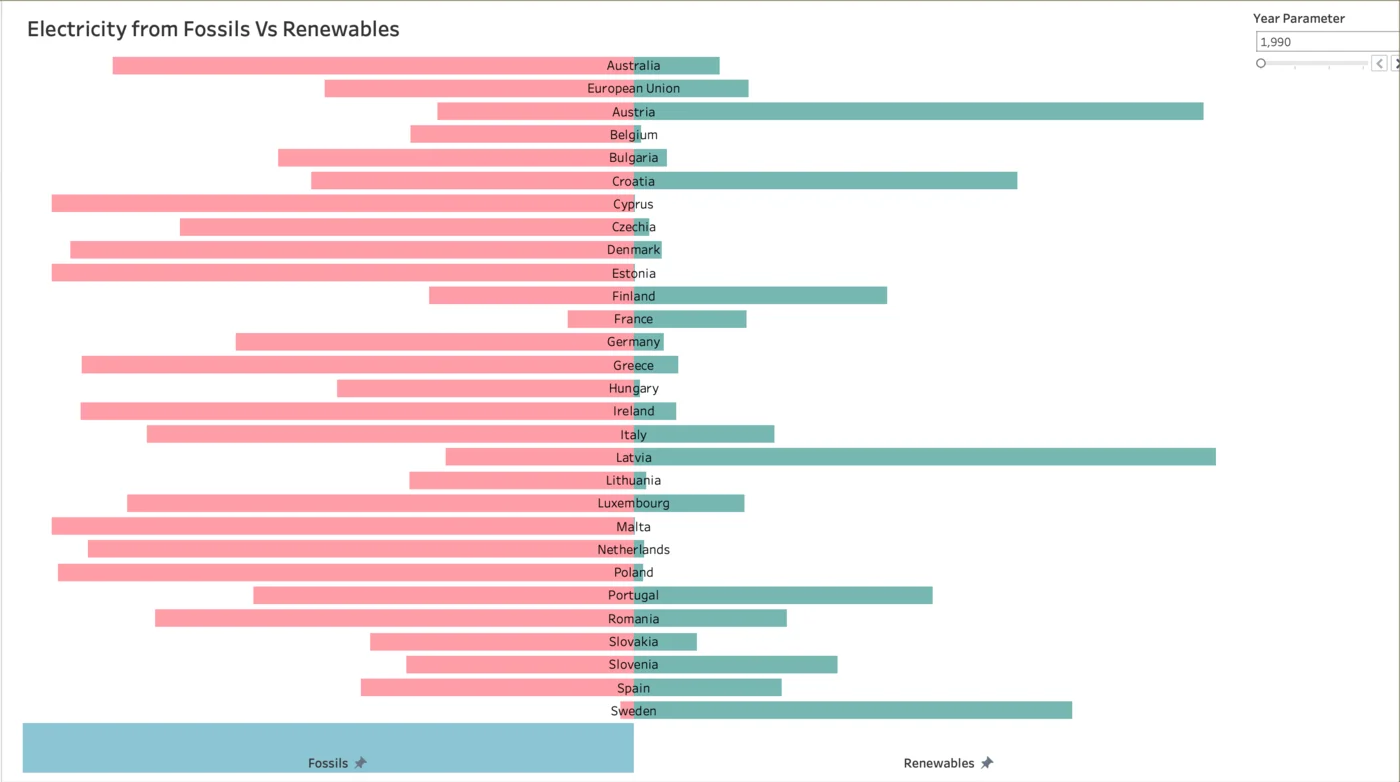 Electricity from Fossils Vs Renewables
Year Parameter
1,990
Australia
European Union
Austria
Belgium
Bulgaria
Croatia
Cyprus
Czechia
Denmark
Estonia
Finland
France
Germany
Greece
Hungary
Ireland
Italy
Latvia
Lithuania
Luxembourg
Malta
Netherlands
Poland
Portugal
Romania
Slovakia
Slovenia
Spain
Sweden
Fossils
Renewables